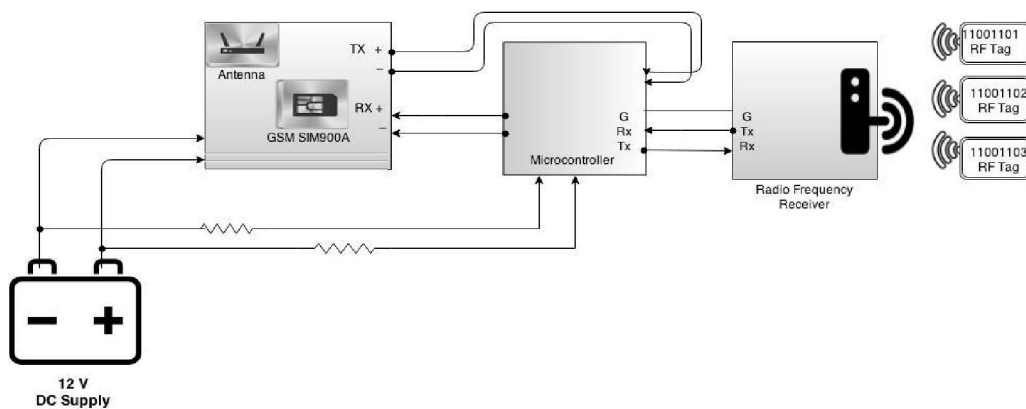 Antenna
TX +
−
GSM SIM900A
RX +
−
Microcontroller
G
Rx
Tx
G
Tx
Rx
Radio Frequency
Receiver
11001101
RF Tag
11001102
RF Tag
11001103
RF Tag
− +
12 V
DC Supply